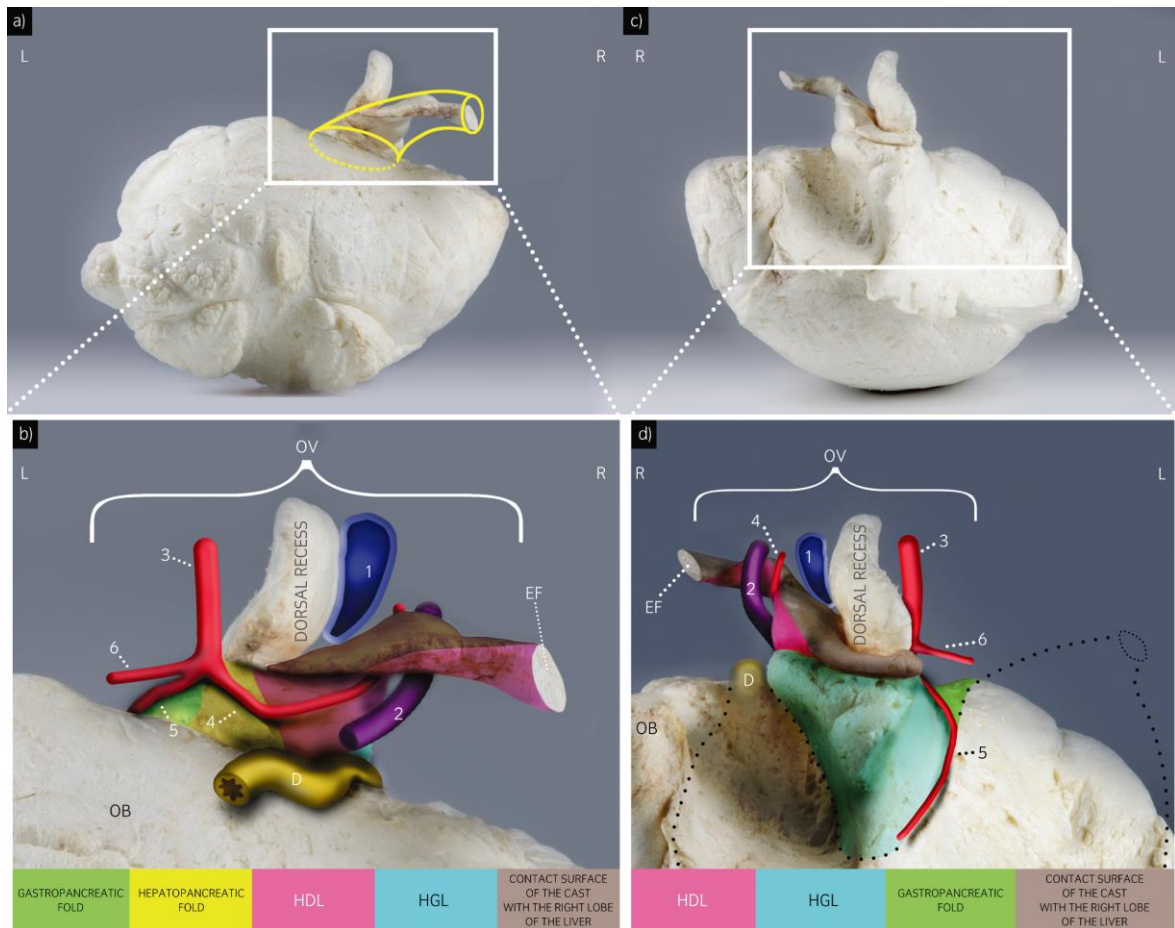 a)
L
R
c)
R
L
b)
OV
L
R
3
DORSAL RECESS
1
EF
6
5
4
2
D
OB
GASTROPANCREATIC
FOLD
HEPATOPANCREATIC
FOLD
HDL
HGL
CONTACT SURFACE
OF THE CAST
WITH THE RIGHT LOBE
OF THE LIVER
d)
OV
R
L
4
3
1
DORSAL RECESS
2
EF
6
D
OB
5
HDL
HGL
GASTROPANCREATIC
FOLD
CONTACT SURFACE
OF THE CAST
WITH THE RIGHT LOBE
OF THE LIVER